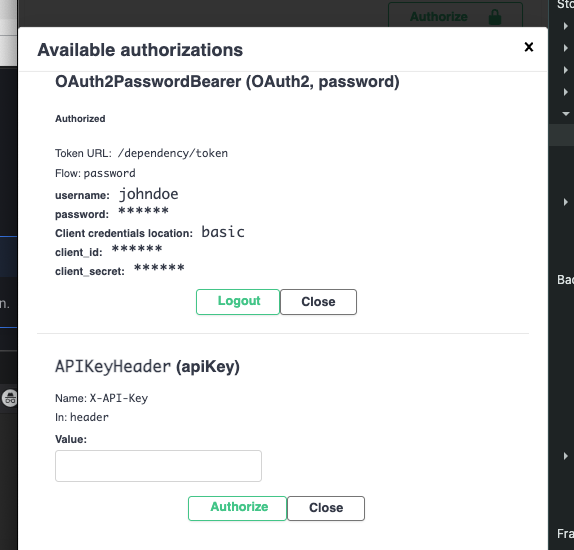 Sto
Authorize
Available authorizations
x
OAuth2PasswordBearer (OAuth2, password)
Authorized
Token URL: /dependency/token
Flow: password
username: johndoe
password: ******
Client credentials location: basic
client_id: ******
client_secret: ******
Bac
n.
Logout
Close
APIKeyHeader (apiKey)
Name: X-API-Key
In: header
Value:
Authorize
Close
Fra